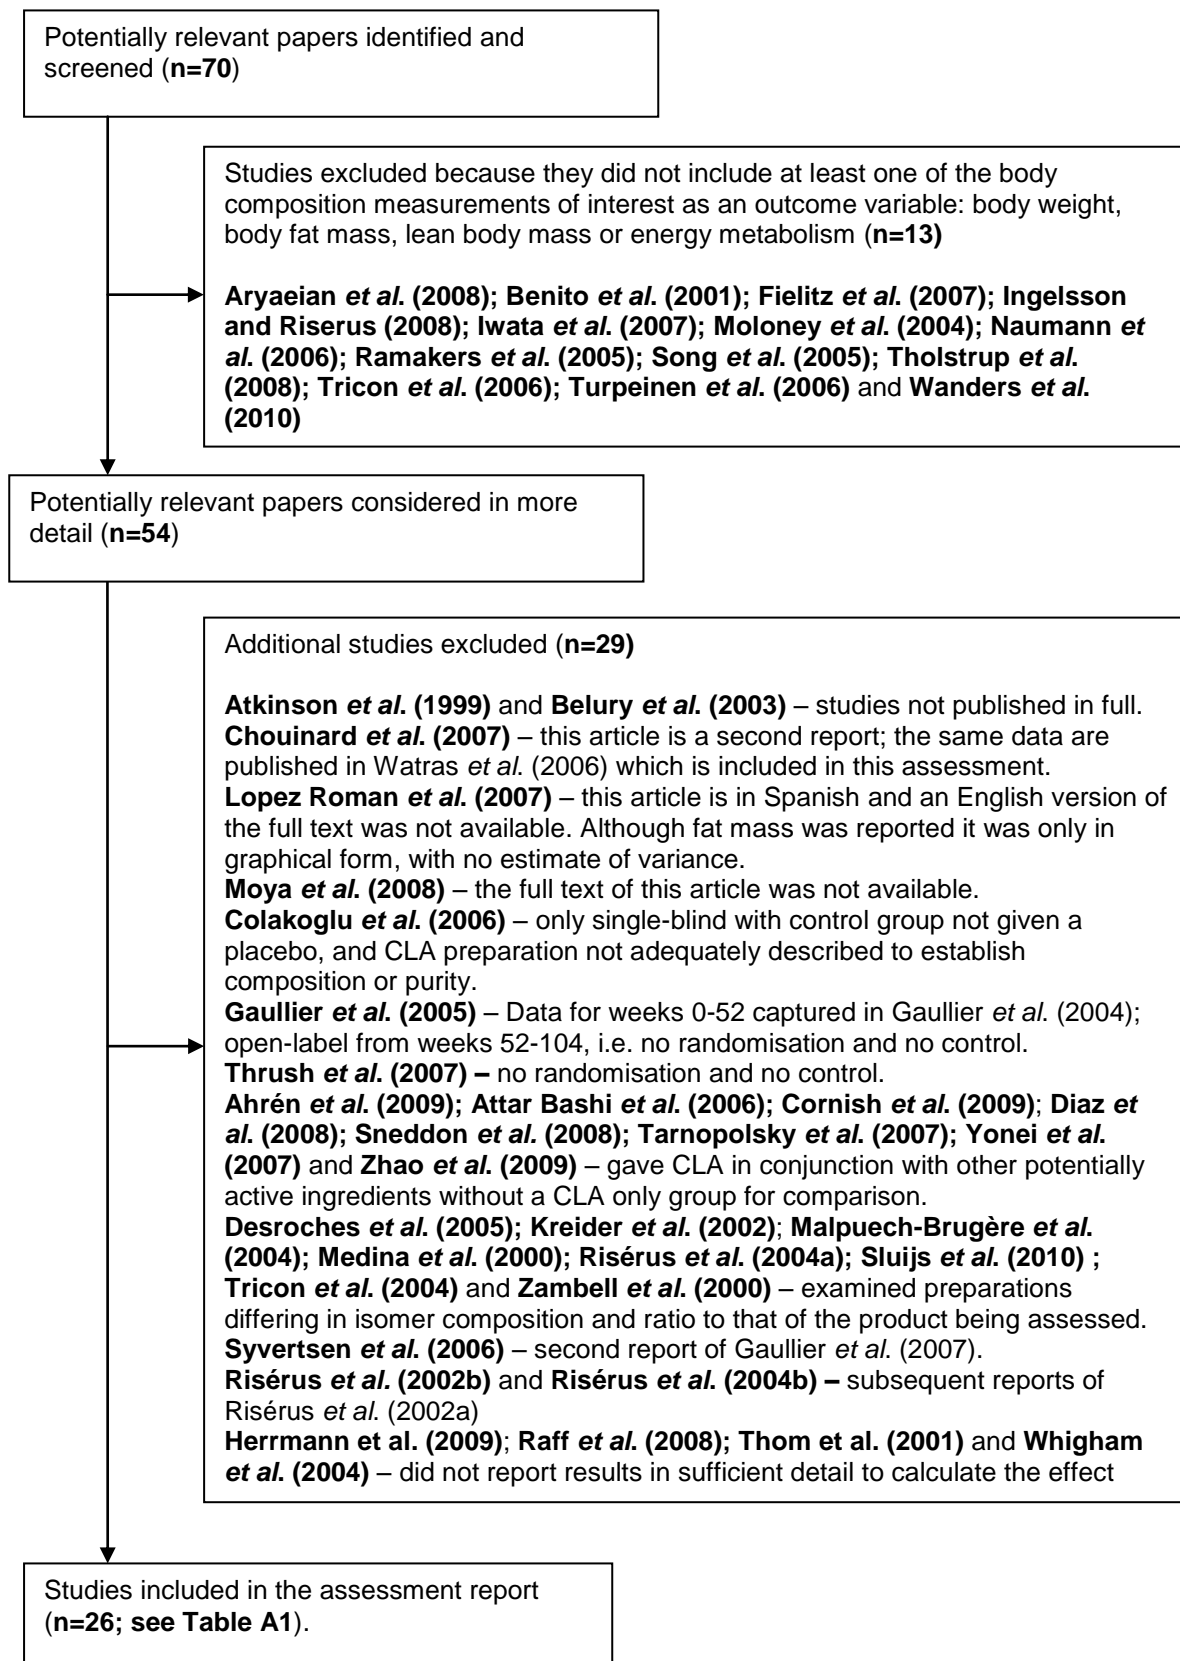 Potentially relevant papers identified and
screened (n=70)
Studies excluded because they did not include at least one of the body
composition measurements of interest as an outcome variable: body weight,
body fat mass, lean body mass or energy metabolism (n=13)
Aryaeian et al. (2008); Benito et al. (2001); Fielitz et al. (2007); Ingelsson
and Riserus (2008); Iwata et al. (2007); Moloney et al. (2004); Naumann et
al. (2006); Ramakers et al. (2005); Song et al. (2005); Tholstrup et al.
(2008); Tricon et al. (2006); Turpeinen et al. (2006) and Wanders et al.
(2010)
Potentially relevant papers considered in more
detail (n=54)
Additional studies excluded (n=29)
Atkinson et al. (1999) and Belury et al. (2003) – studies not published in full.
Chouinard et al. (2007) – this article is a second report; the same data are
published in Watras et al. (2006) which is included in this assessment.
Lopez Roman et al. (2007) – this article is in Spanish and an English version of
the full text was not available. Although fat mass was reported it was only in
graphical form, with no estimate of variance.
Moya et al. (2008) – the full text of this article was not available.
Colakoglu et al. (2006) – only single-blind with control group not given a
placebo, and CLA preparation not adequately described to establish
composition or purity.
Gaullier et al. (2005) – Data for weeks 0-52 captured in Gaullier et al. (2004);
open-label from weeks 52-104, i.e. no randomisation and no control.
Thrush et al. (2007) – no randomisation and no control.
Ahrén et al. (2009); Attar Bashi et al. (2006); Cornish et al. (2009); Diaz et
al. (2008); Sneddon et al. (2008); Tarnopolsky et al. (2007); Yonei et al.
(2007) and Zhao et al. (2009) – gave CLA in conjunction with other potentially
active ingredients without a CLA only group for comparison.
Desroches et al. (2005); Kreider et al. (2002); Malpuech-Brugère et al.
(2004); Medina et al. (2000); Risérus et al. (2004a); Sluijs et al. (2010) ;
Tricon et al. (2004) and Zambell et al. (2000) – examined preparations
differing in isomer composition and ratio to that of the product being assessed.
Syvertsen et al. (2006) – second report of Gaullier et al. (2007).
Risérus et al. (2002b) and Risérus et al. (2004b) – subsequent reports of
Risérus et al. (2002a)
Herrmann et al. (2009); Raff et al. (2008); Thom et al. (2001) and Whigham
et al. (2004) – did not report results in sufficient detail to calculate the effect
Studies included in the assessment report
(n=26; see Table A1).